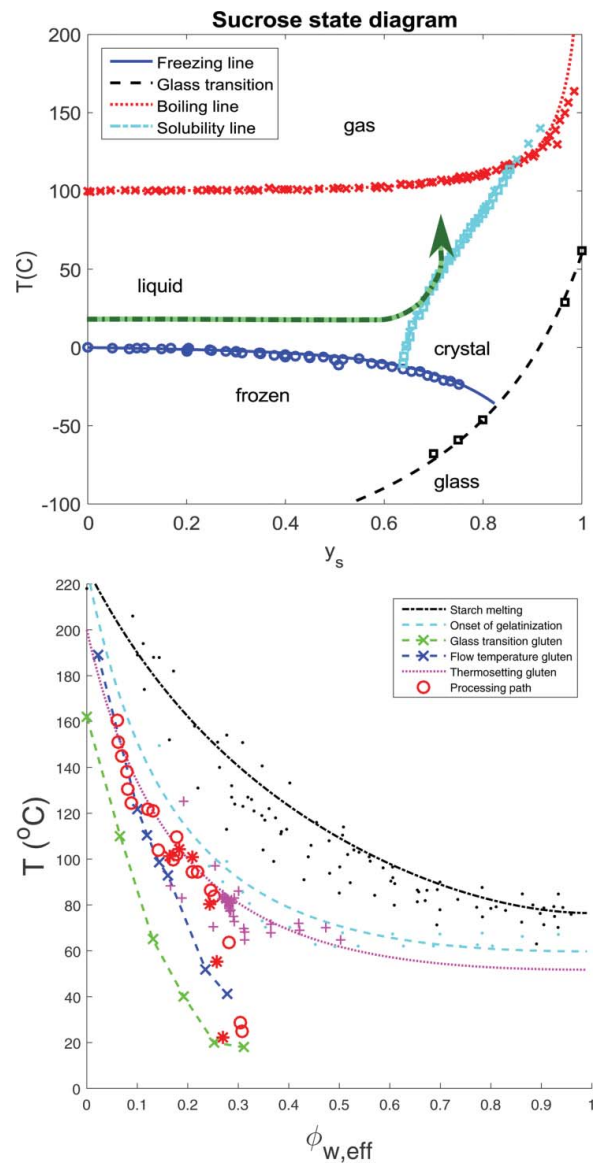 Sucrose state diagram
200
150
100
50
0
-50
-100
T(C)
Freezing line
Glass transition
Boiling line
Solubility line
gas
liquid
crystal
frozen
glass
0 0.2 0.4 0.6 0.8 1
y_s
220
200
180
160
140
120
100
80
60
40
20
0
T (°C)
Starch melting
Onset of gelatinization
Glass transition gluten
Flow temperature gluten
Thermosetting gluten
Processing path
0 0.1 0.2 0.3 0.4 0.5 0.6 0.7 0.8 0.9 1
ϕ_w,eff